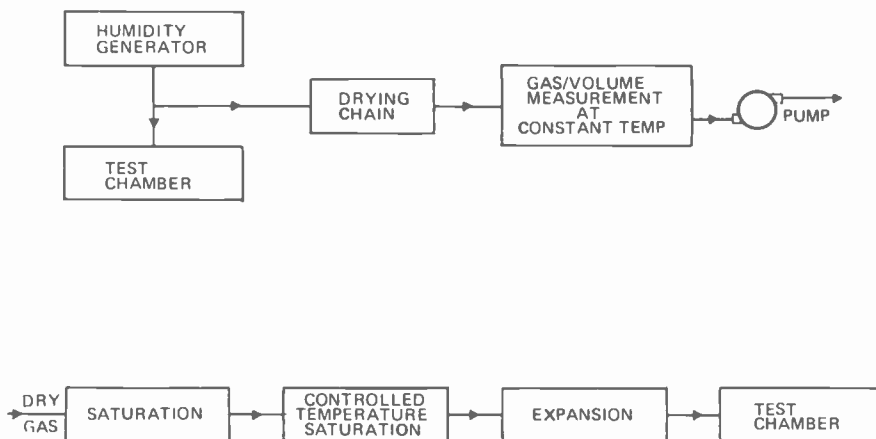 HUMIDITY
GENERATOR
DRYING
CHAIN
GAS/VOLUME
MEASUREMENT
AT
CONSTANT TEMP
PUMP
TEST
CHAMBER
DRY
GAS
SATURATION
CONTROLLED
TEMPERATURE
SATURATION
EXPANSION
TEST
CHAMBER